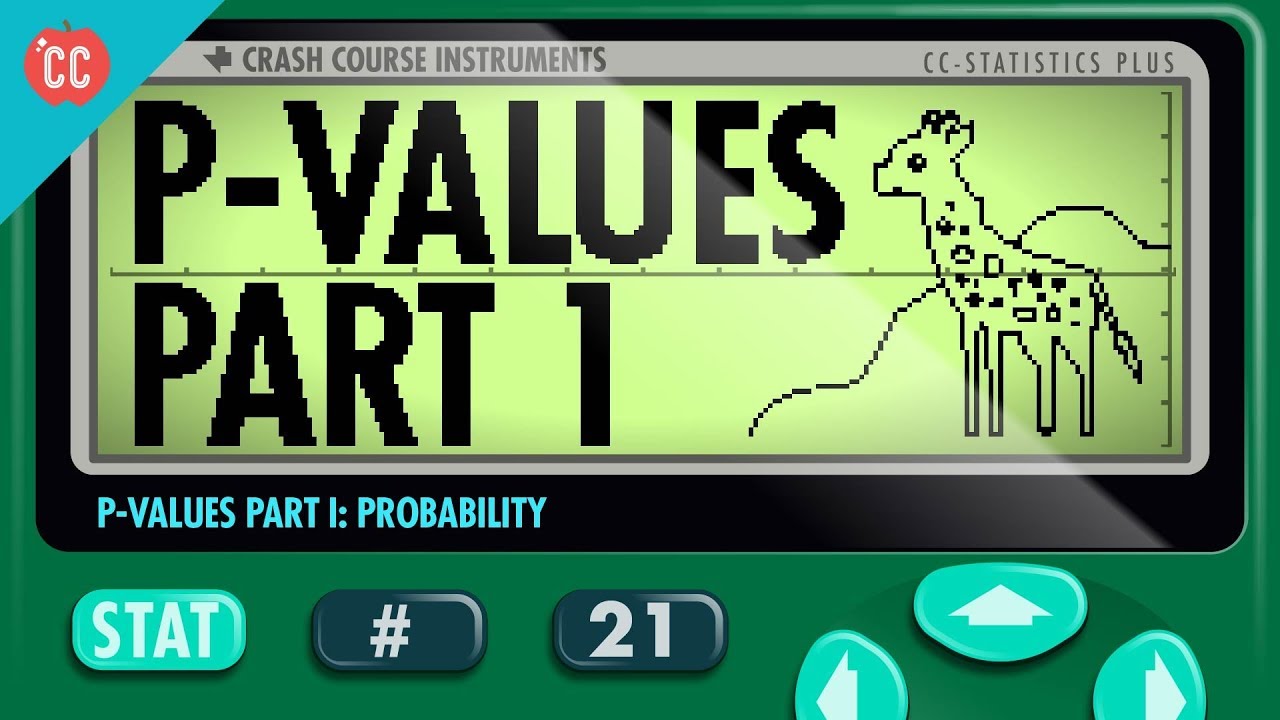 CC
CRASH COURSE INSTRUMENTS
CC-STATISTICS PLUS
P-VALUES
PART 1
P-VALUES PART I: PROBABILITY
STAT
#
21